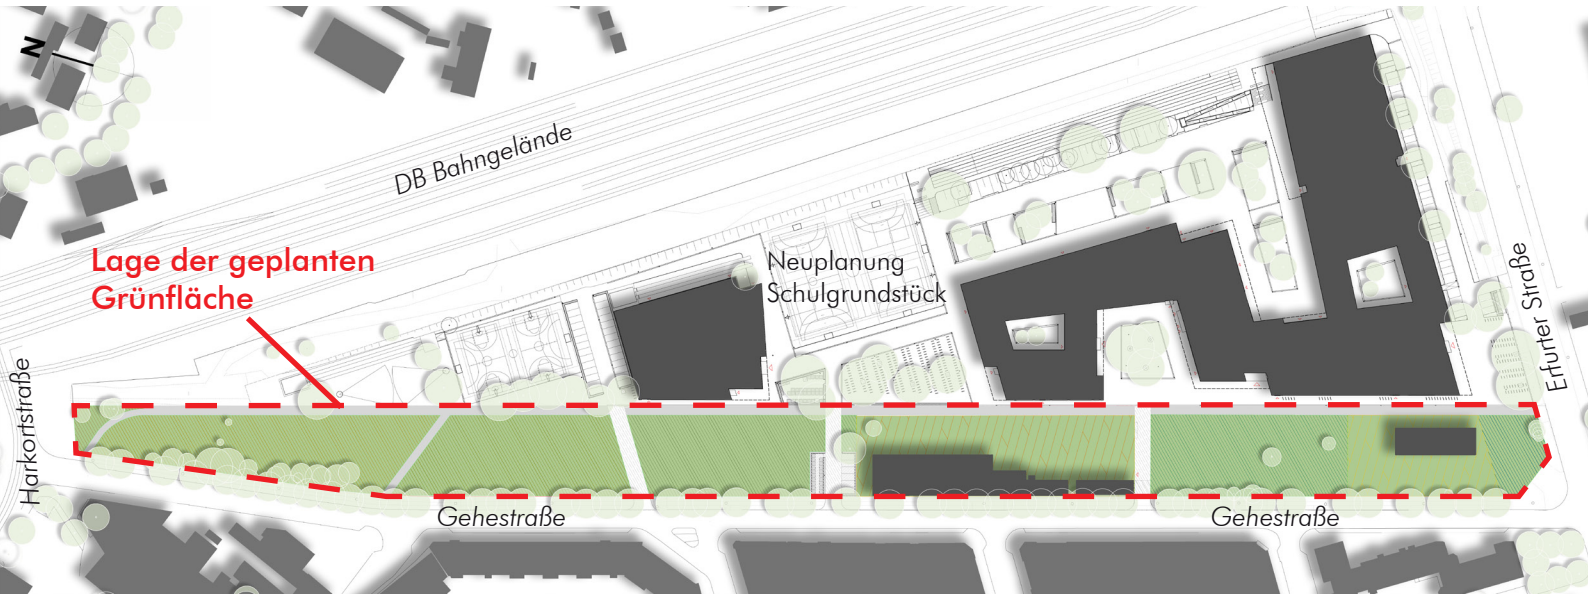 N
DB Bahngelände
Lage der geplanten
Grünfläche
Neuplanung
Schulgrundstück
Harkortstraße
Erfurter Straße
Gehestraße
Gehestraße